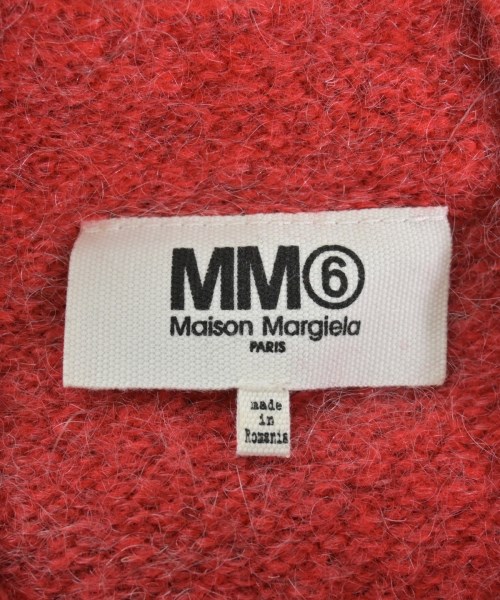 MM⑥
Maison Margiela
PARIS
made
in
Romania